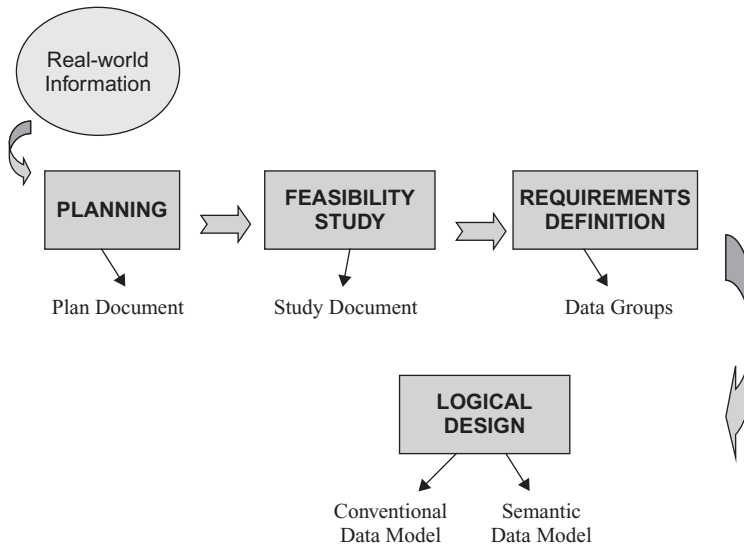 Real-world
Information
PLANNING
FEASIBILITY
STUDY
REQUIREMENTS
DEFINITION
Plan Document
Study Document
Data Groups
LOGICAL
DESIGN
Conventional
Data Model
Semantic
Data Model